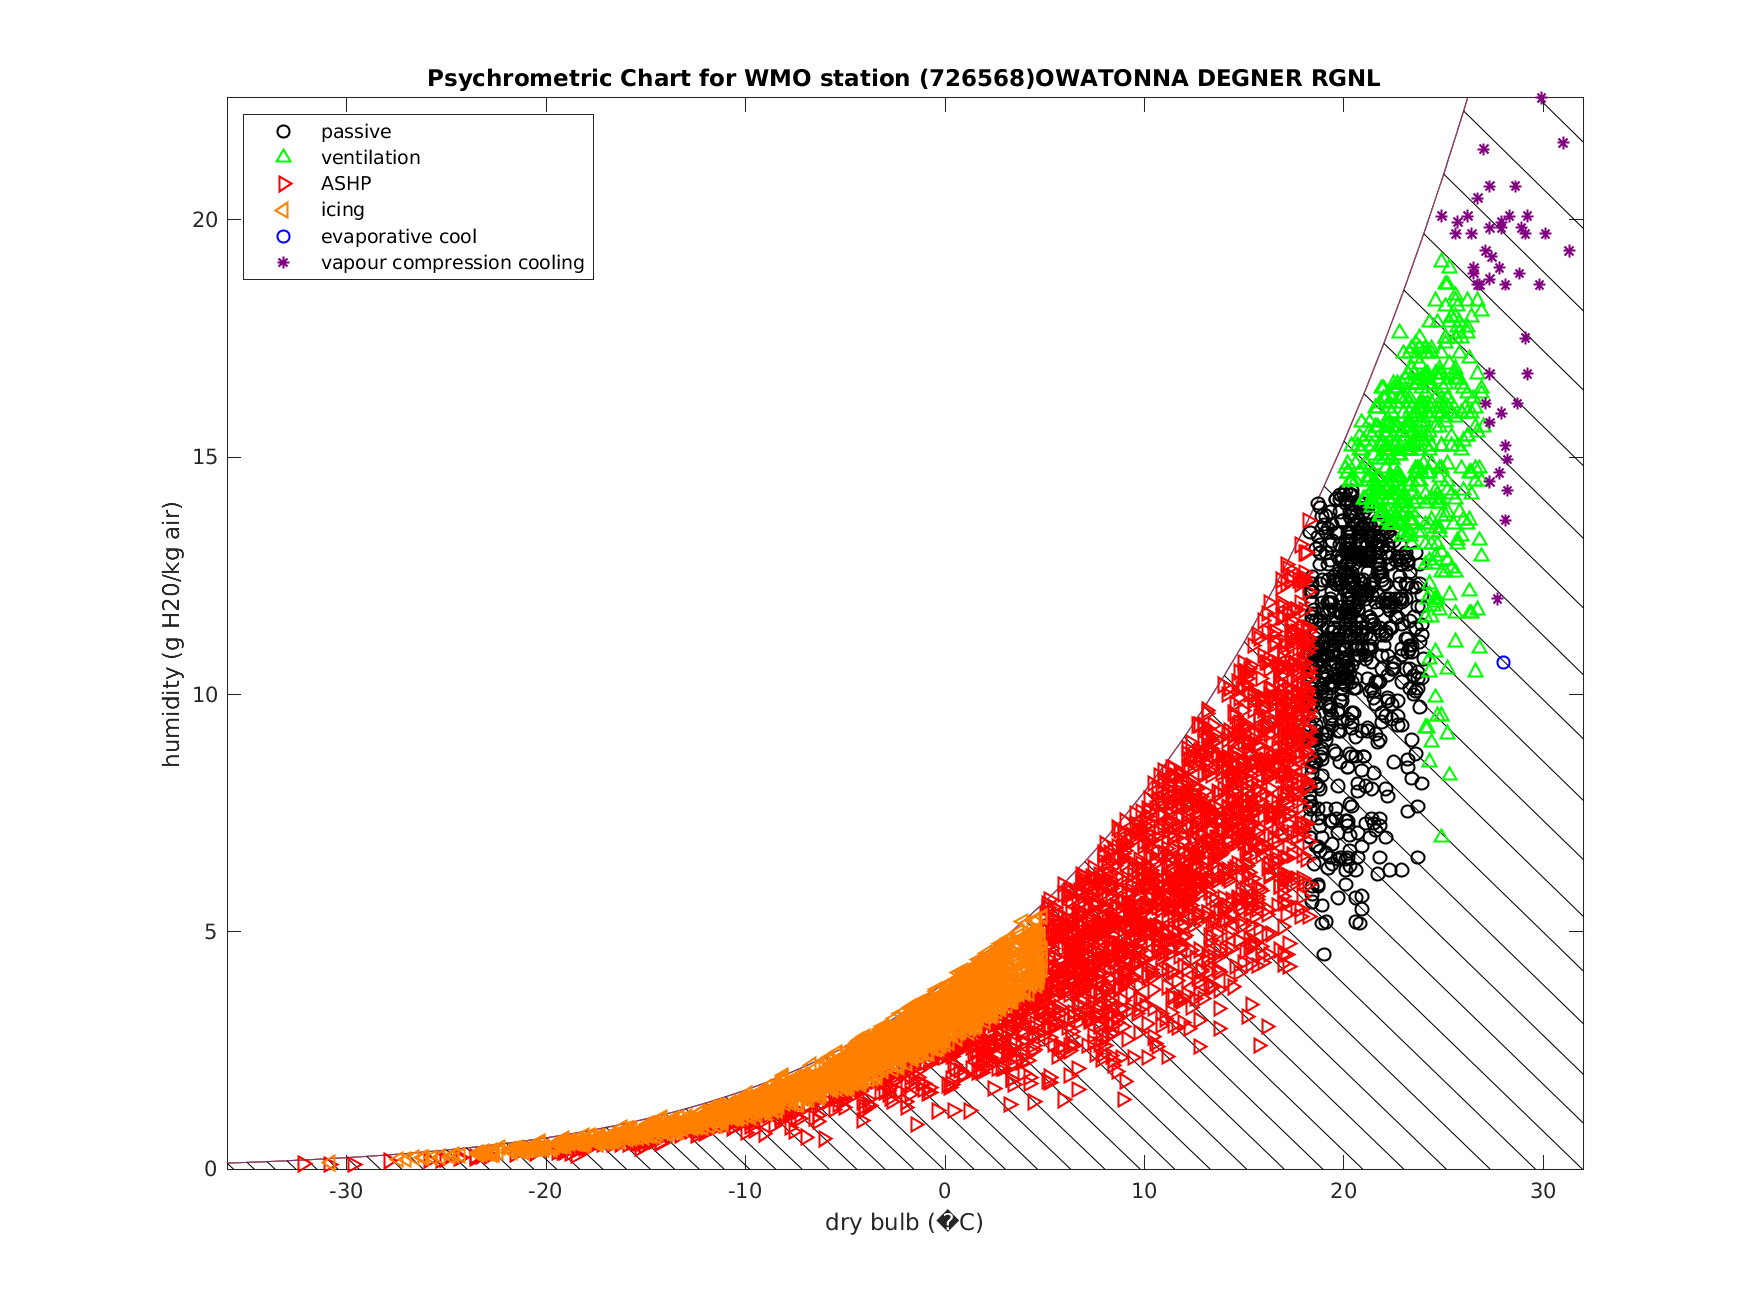 Psychrometric Chart for WMO station (726568)OWATONNA DEGNER RGNL
passive
ventilation
ASHP
icing
evaporative cool
vapour compression cooling
humidity (g H20/kg air)
20
15
10
5
0
-30 -20 -10 0 10 20 30
dry bulb (�C)